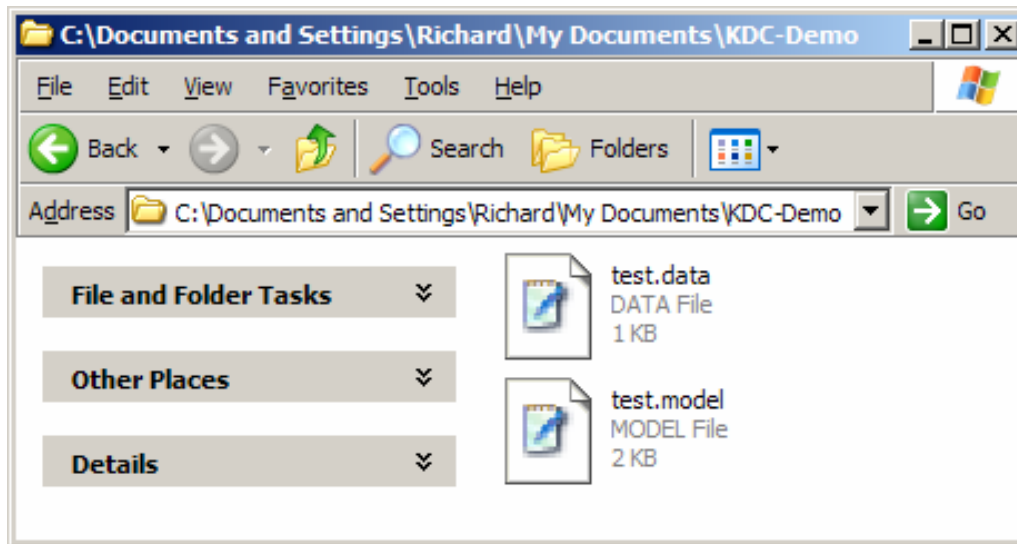 C:\Documents and Settings\Richard\My Documents\KDC-Demo
File Edit View Favorites Tools Help
Back Search Folders
Address C:\Documents and Settings\Richard\My Documents\KDC-Demo Go
File and Folder Tasks
Other Places
Details
test.data
DATA File
1 KB
test.model
MODEL File
2 KB